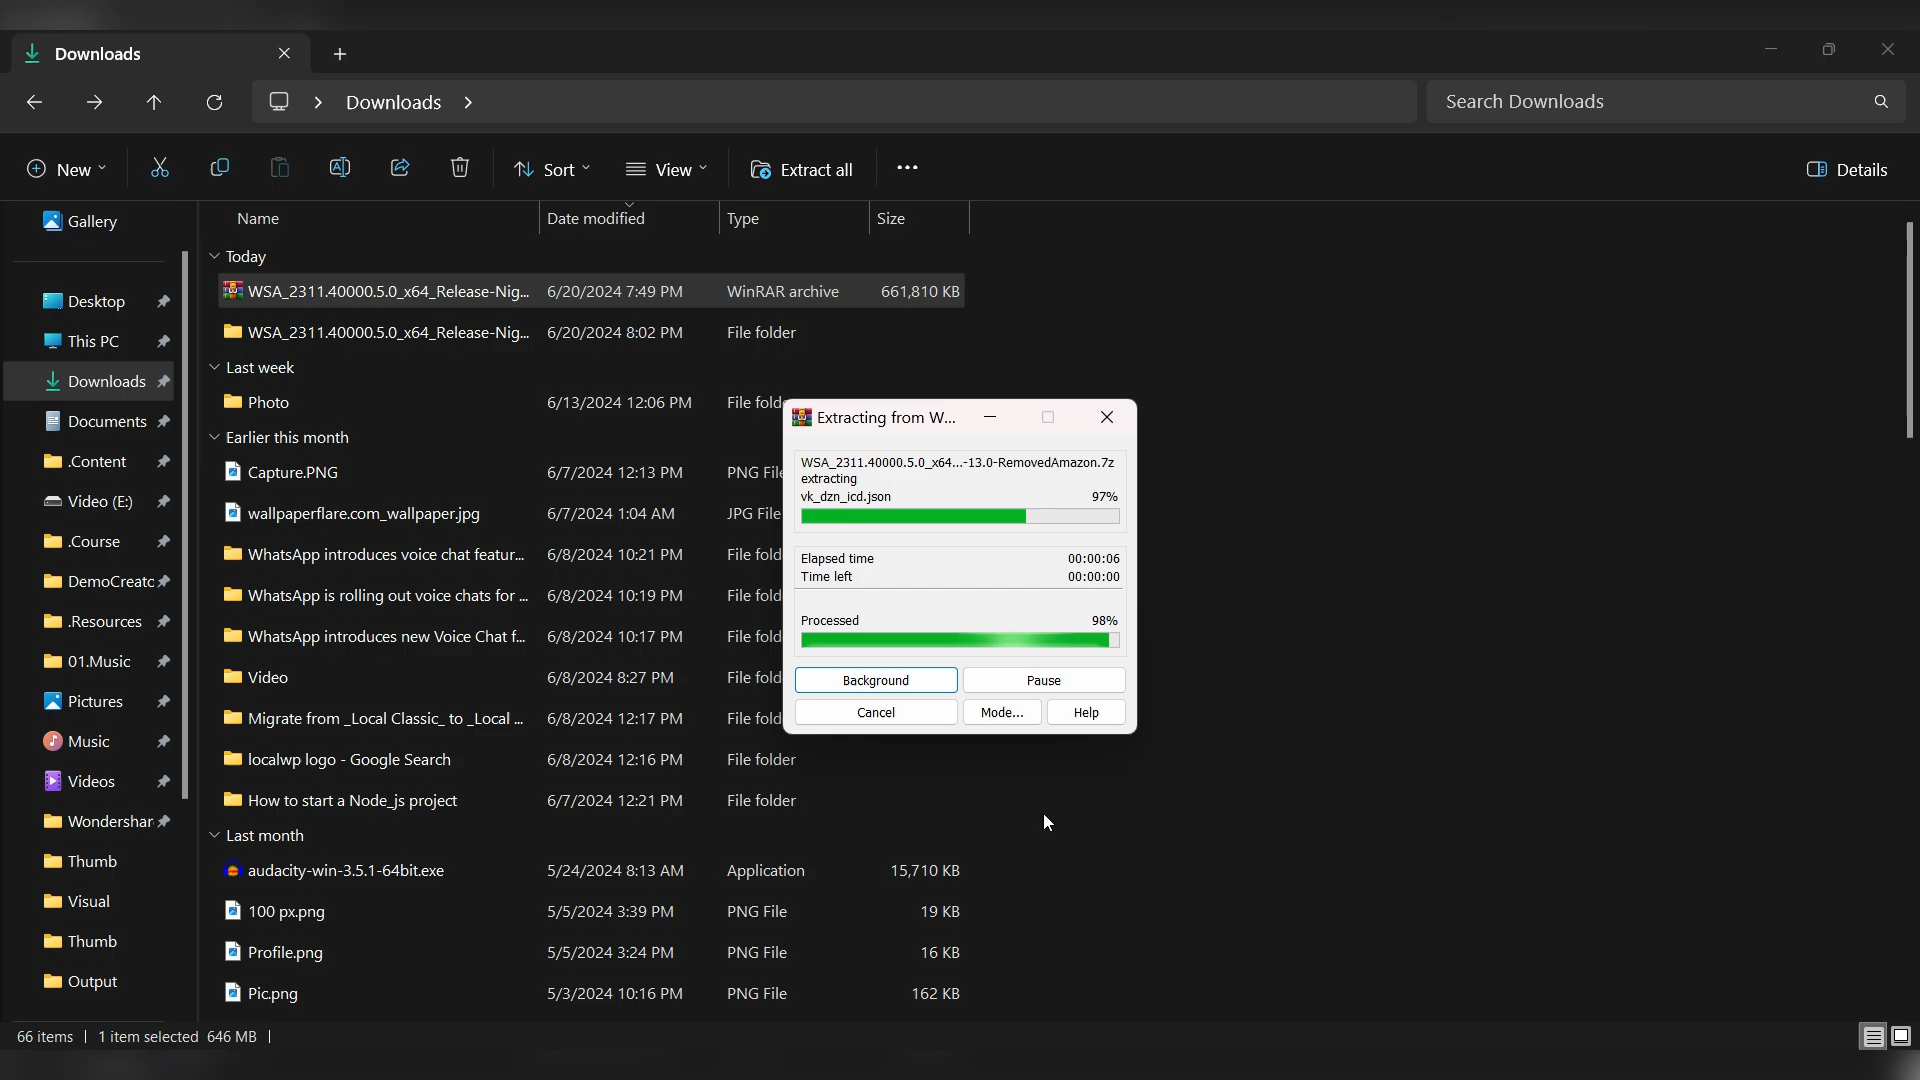 Downloads
Downloads
Search Downloads
New
Sort
View
Extract all
Details
Gallery
Desktop
This PC
Downloads
Documents
.Content
Video (E:)
.Course
DemoCreatc
.Resources
01.Music
Pictures
Music
Videos
Wondershar
Thumb
Visual
Thumb
Output
Name Date modified Type Size
Today
WSA_2311.40000.5.0_x64_Release-Nig... 6/20/2024 7:49 PM WinRAR archive 661,810 KB
WSA_2311.40000.5.0_x64_Release-Nig... 6/20/2024 8:02 PM File folder
Last week
Photo 6/13/2024 12:06 PM File fold
Earlier this month
Capture.PNG 6/7/2024 12:13 PM PNG File
wallpaperflare.com_wallpaper.jpg 6/7/2024 1:04 AM JPG File
WhatsApp introduces voice chat featur... 6/8/2024 10:21 PM File fold
WhatsApp is rolling out voice chats for ... 6/8/2024 10:19 PM File fold
WhatsApp introduces new Voice Chat f... 6/8/2024 10:17 PM File fold
Video 6/8/2024 8:27 PM File fold
Migrate from _Local Classic_ to _Local ... 6/8/2024 12:17 PM File fold
localwp logo - Google Search 6/8/2024 12:16 PM File folder
How to start a Node_js project 6/7/2024 12:21 PM File folder
Last month
audacity-win-3.5.1-64bit.exe 5/24/2024 8:13 AM Application 15,710 KB
100 px.png 5/5/2024 3:39 PM PNG File 19 KB
Profile.png 5/5/2024 3:24 PM PNG File 16 KB
Pic.png 5/3/2024 10:16 PM PNG File 162 KB
Extracting from W...
WSA_2311.40000.5.0_x64...-13.0-RemovedAmazon.7z
extracting
vk_dzn_icd.json 97%
Elapsed time 00:00:06
Time left 00:00:00
Processed 98%
Background Pause
Cancel Mode... Help
66 items 1 item selected 646 MB